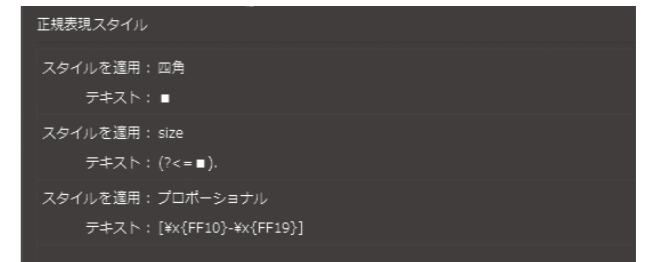 正規表現スタイル
スタイルを適用：四角
テキスト：■
スタイルを適用：size
テキスト：(?<=■).
スタイルを適用：プロポーショナル
テキスト：[¥x{FF10}-¥x{FF19}]